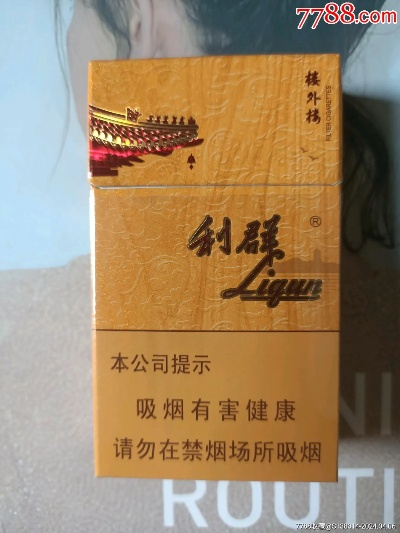 7788.com
楼外楼
FILTER CIGARETTES
利群®
Liqun
本公司提示
吸烟有害健康
请勿在禁烟场所吸烟
NI
ROUTI